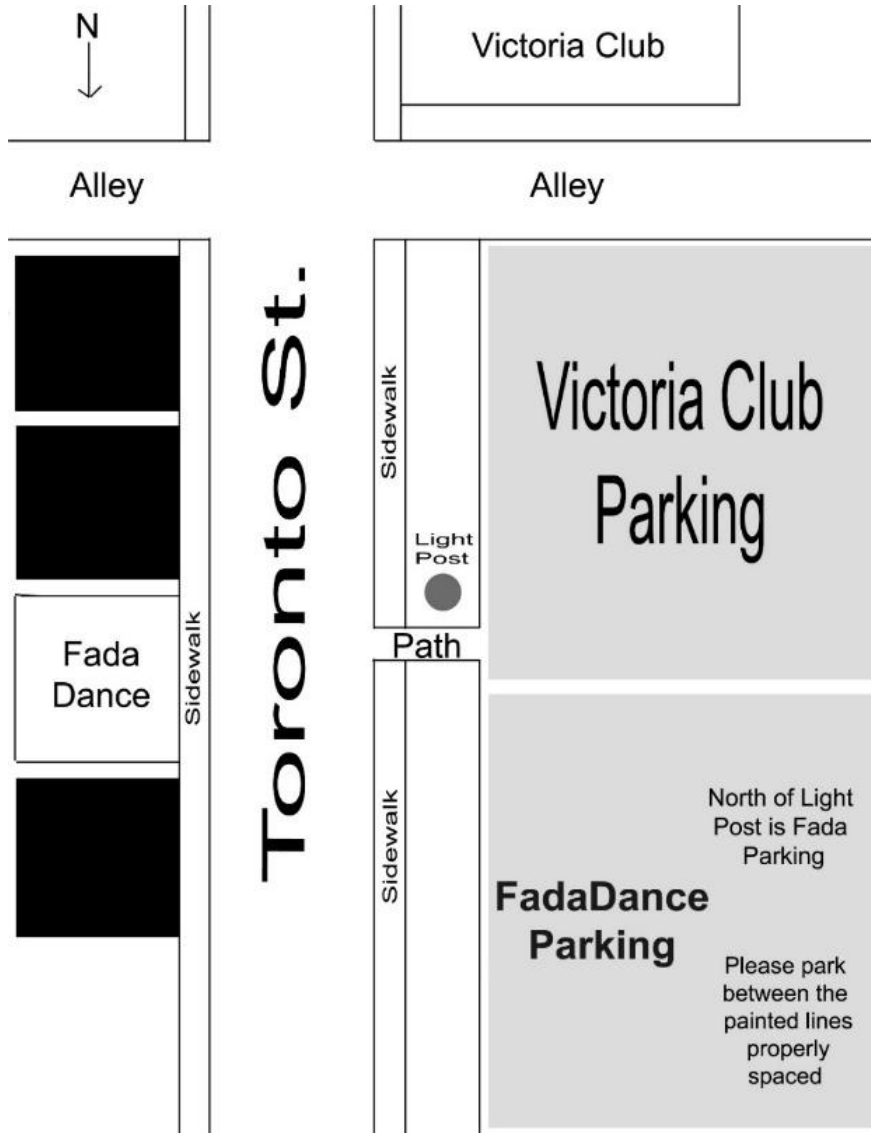 N
Victoria Club
Alley
Alley
Victoria Club
Parking
Sidewalk
Light
Post
Path
Fada
Dance
Sidewalk
Toronto St.
Sidewalk
North of Light
Post is Fada
Parking
FadaDance
Parking
Please park
between the
painted lines
properly
spaced